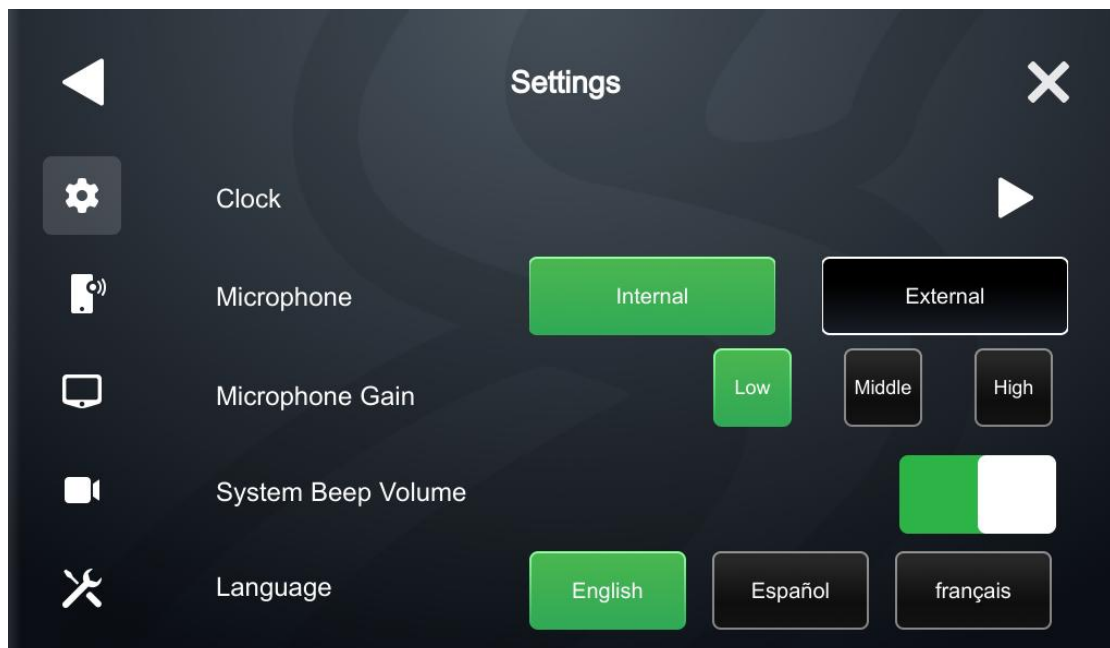 Settings
Clock
Microphone Internal External
Microphone Gain Low Middle High
System Beep Volume
Language English Español français